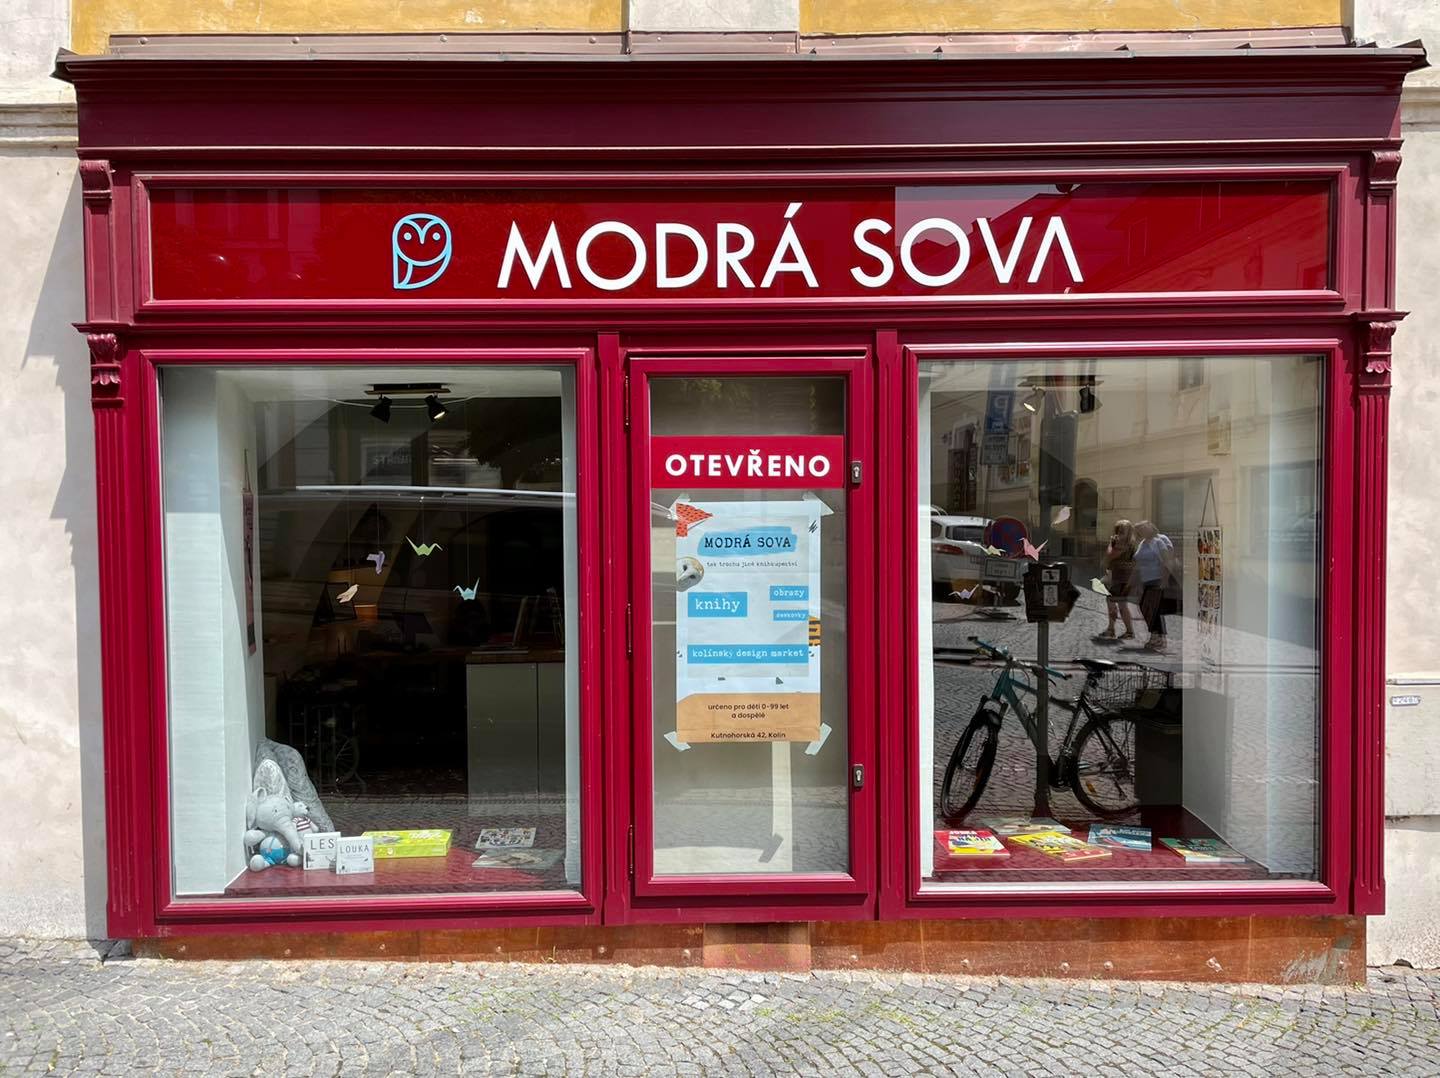 MODRÁ SOVA
OTEVŘENO
MODRÁ SOVA
tak trochu jiné knihkupectví
knihy
obrazy
deskovky
kolínský design market
určeno pro děti 0-99 let
a dospělé
Kutnohorská 42, Kolín
LES
LOUKA